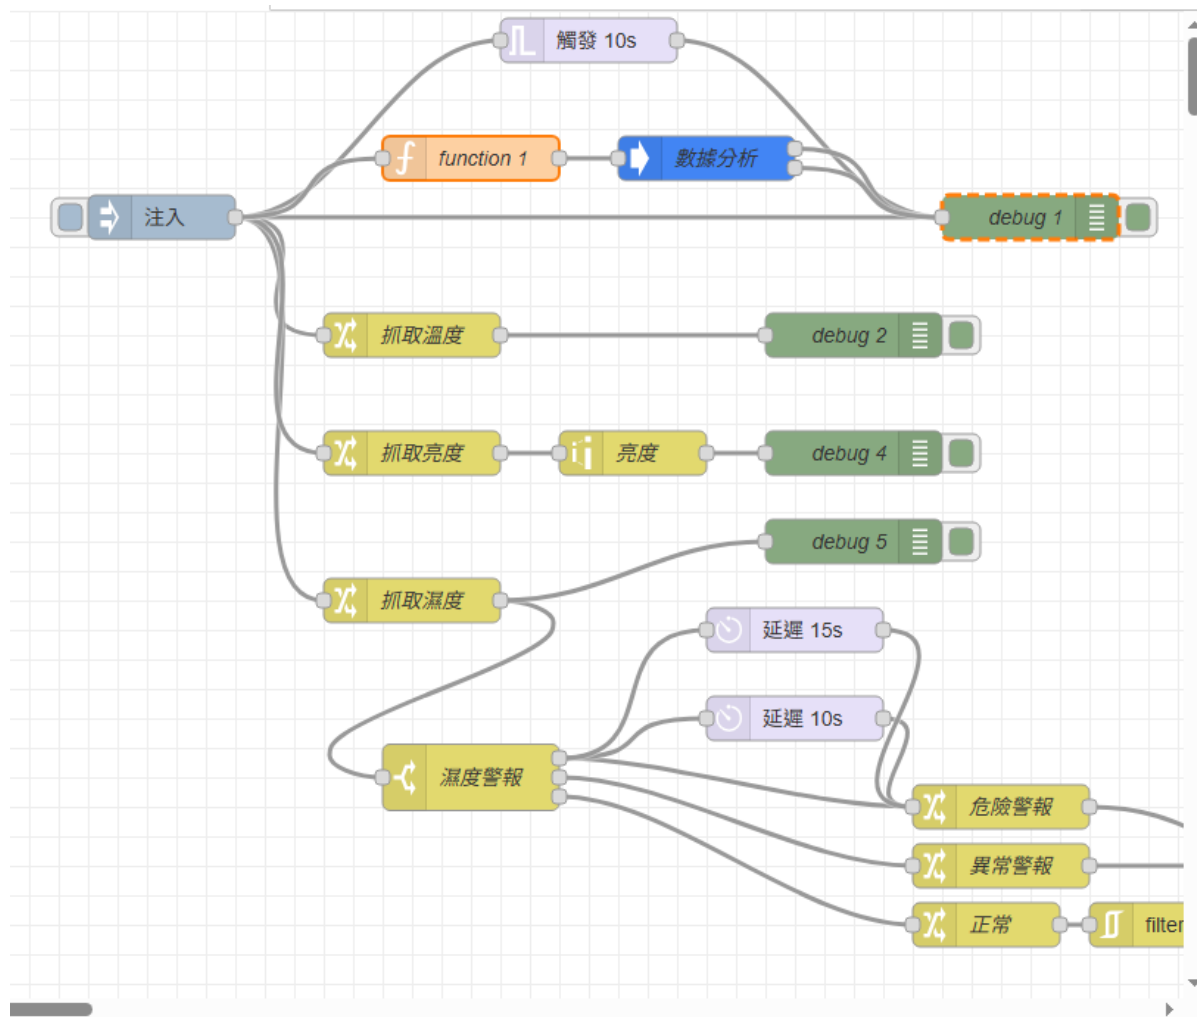 觸發 10s
function 1
數據分析
注入
debug 1
抓取溫度
debug 2
抓取亮度
亮度
debug 4
debug 5
抓取濕度
延遲 15s
延遲 10s
濕度警報
危險警報
異常警報
正常
filter